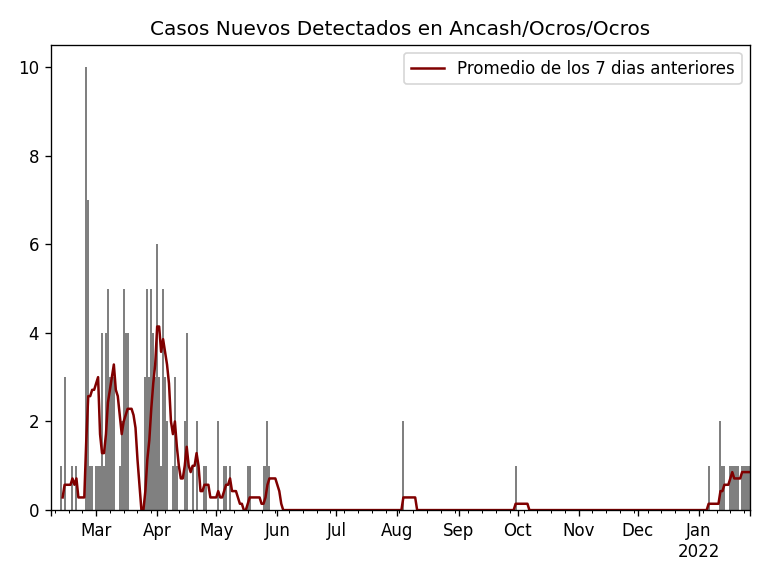 Casos Nuevos Detectados en Ancash/Ocros/Ocros
Promedio de los 7 dias anteriores
10
8
6
4
2
0
Mar Apr May Jun Jul Aug Sep Oct Nov Dec Jan
2022